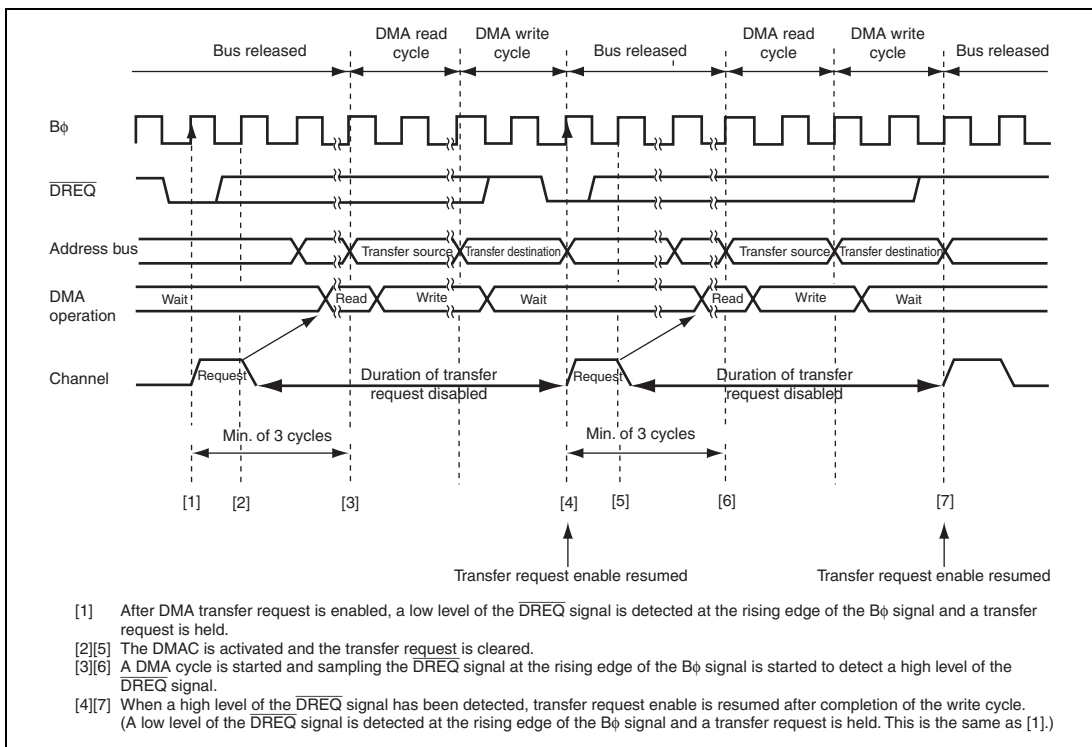 Bus released
DMA read cycle
DMA write cycle
Bus released
DMA read cycle
DMA write cycle
Bus released
Bφ
DREQ
Address bus
Transfer source
Transfer destination
Transfer source
Transfer destination
DMA operation
Wait
Read
Write
Wait
Read
Write
Wait
Channel
Request
Duration of transfer request disabled
Request
Duration of transfer request disabled
Min. of 3 cycles
Min. of 3 cycles
[1]
[2]
[3]
[4]
[5]
[6]
[7]
Transfer request enable resumed
Transfer request enable resumed
[1] After DMA transfer request is enabled, a low level of the DREQ signal is detected at the rising edge of the Bφ signal and a transfer
request is held.
[2][5] The DMAC is activated and the transfer request is cleared.
[3][6] A DMA cycle is started and sampling the DREQ signal at the rising edge of the Bφ signal is started to detect a high level of the
DREQ signal.
[4][7] When a high level of the DREQ signal has been detected, transfer request enable is resumed after completion of the write cycle.
(A low level of the DREQ signal is detected at the rising edge of the Bφ signal and a transfer request is held. This is the same as [1].)